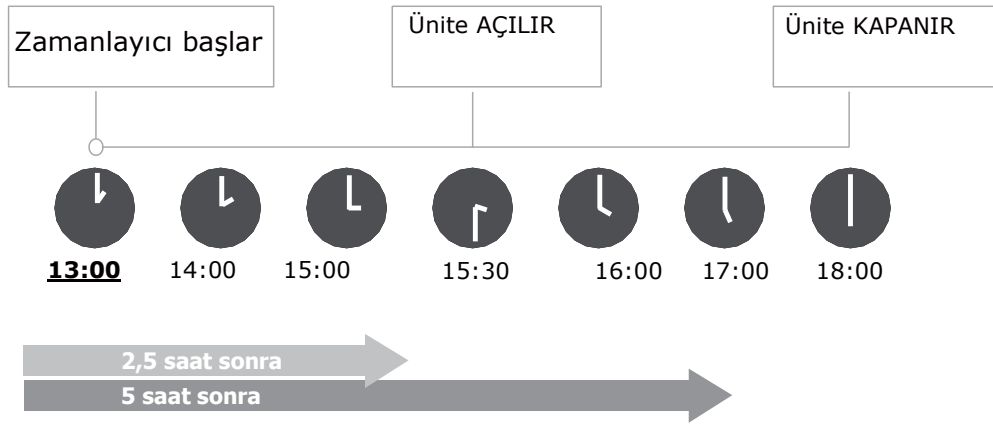 Zamanlayıcı başlar
Ünite AÇILIR
Ünite KAPANIR
13:00 14:00 15:00 15:30 16:00 17:00 18:00
2,5 saat sonra
5 saat sonra